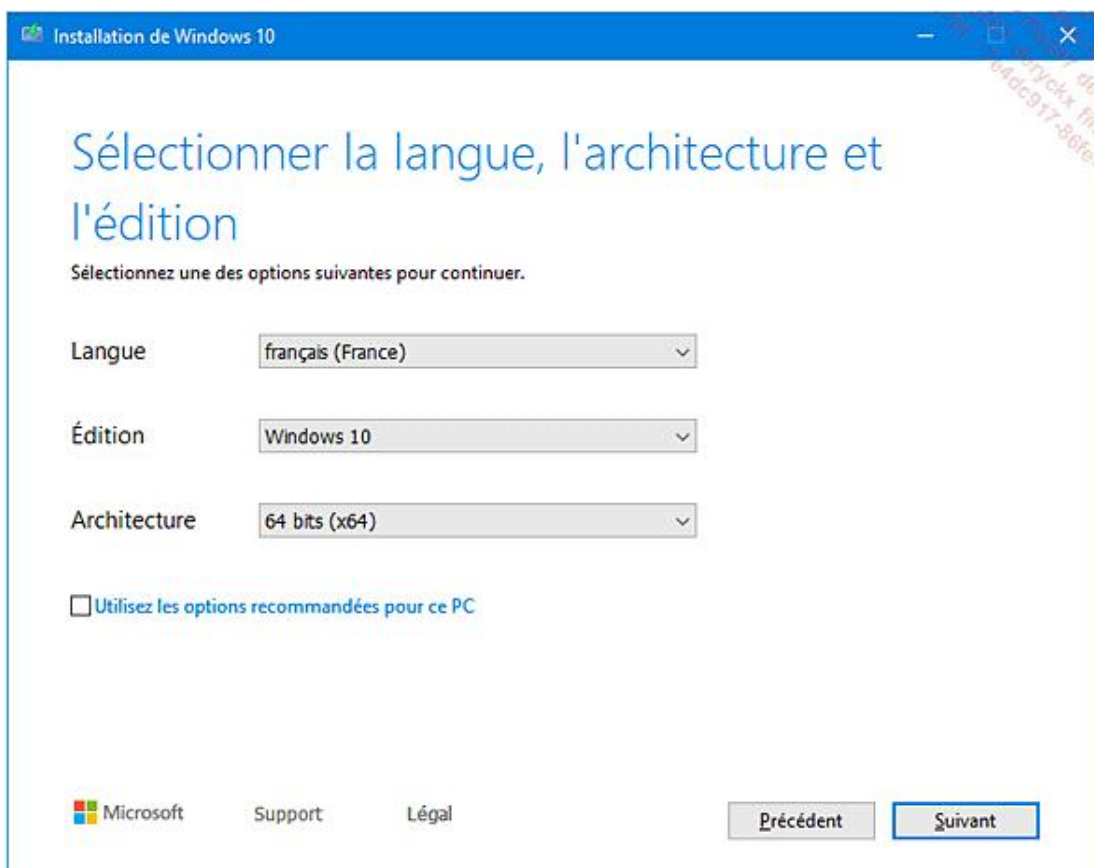 Installation de Windows 10
Sélectionner la langue, l'architecture et
l'édition
Sélectionnez une des options suivantes pour continuer.
Langue
français (France)
Édition
Windows 10
Architecture
64 bits (x64)
Utilisez les options recommandées pour ce PC
Microsoft
Support
Légal
Précédent
Suivant